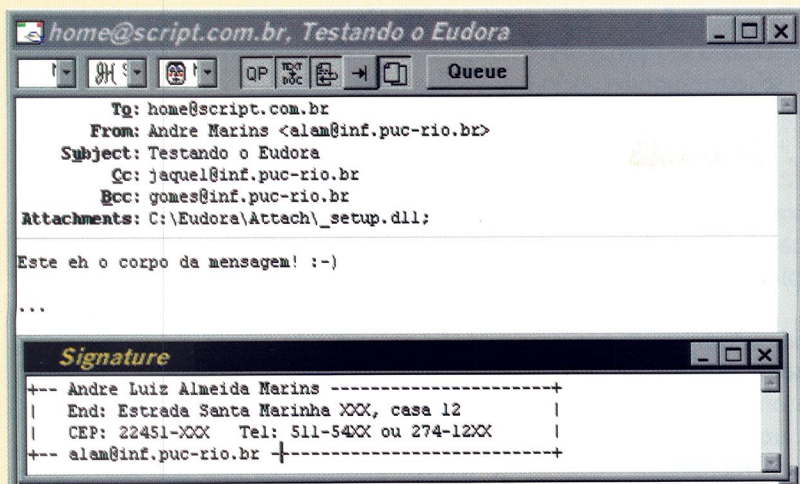 home@script.com.br, Testando o Eudora
QP TEXT DOC Queue
To: home@script.com.br
From: Andre Marins <alam@inf.puc-rio.br>
Subject: Testando o Eudora
Cc: jaquel@inf.puc-rio.br
Bcc: gomes@inf.puc-rio.br
Attachments: C:\Eudora\Attach\_setup.dll;
Este eh o corpo da mensagem! :-)
...
Signature
+-- Andre Luiz Almeida Marins -----------------------+
| End: Estrada Santa Marinha XXX, casa 12 |
| CEP: 22451-XXX Tel: 511-54XX ou 274-12XX |
+-- alam@inf.puc-rio.br ----------------------------+